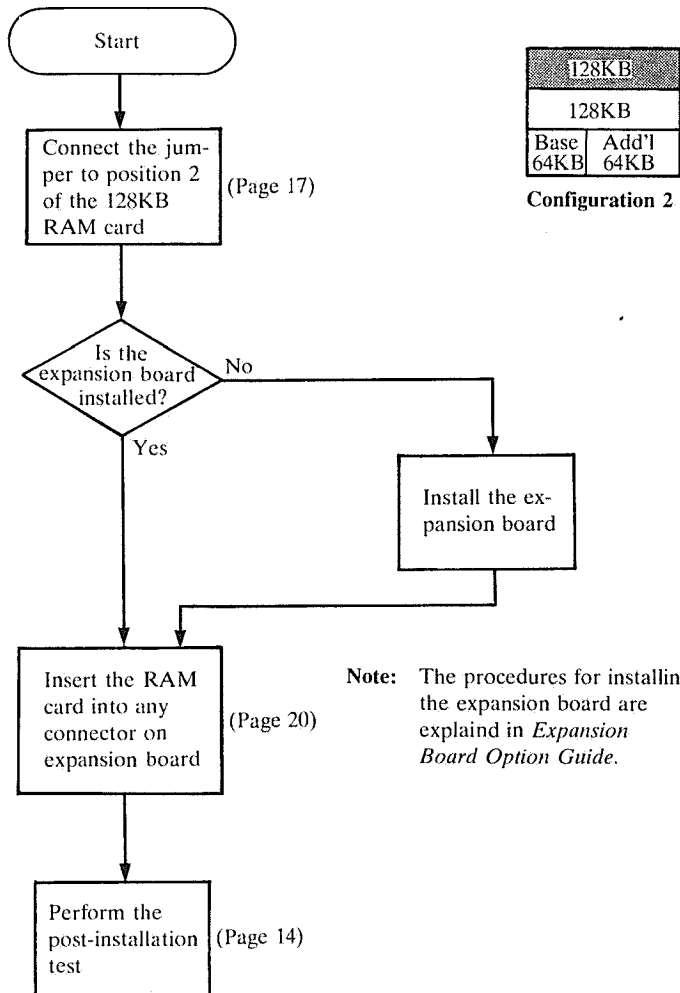 Start
128KB
128KB
Base Add'l
64KB 64KB
Configuration 2
Connect the jum-
per to position 2
of the 128KB
RAM card
(Page 17)
Is the
expansion board
installed?
No
Yes
Install the ex-
pansion board
Insert the RAM
card into any
connector on
expansion board
(Page 20)
Note: The procedures for installin
the expansion board are
explaind in Expansion
Board Option Guide.
Perform the
post-installation
test
(Page 14)